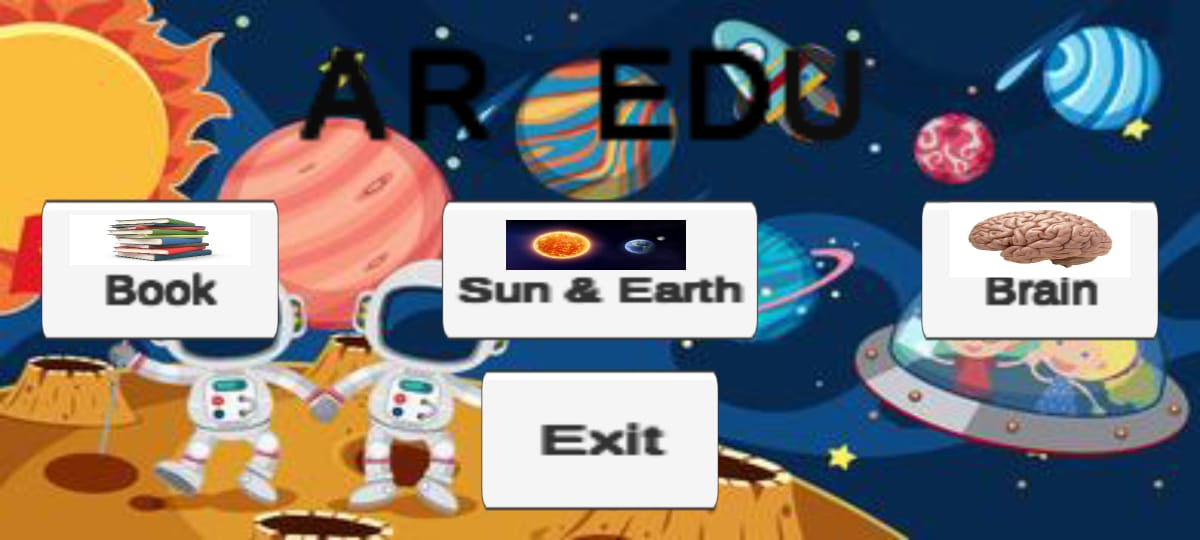 AR EDU
Book
Sun & Earth
Brain
Exit